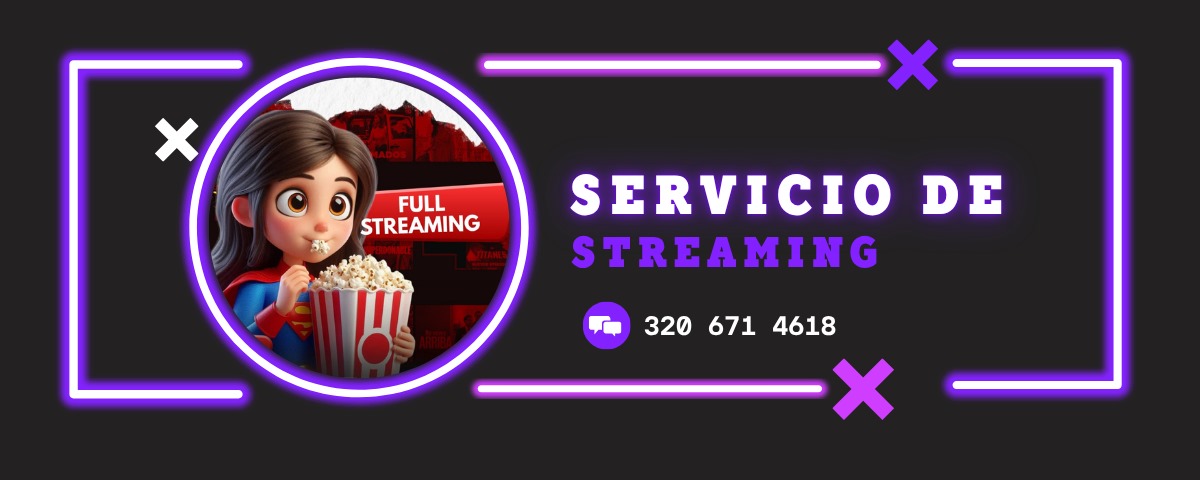 FULL
STREAMING
SERVICIO DE
STREAMING
320 671 4618